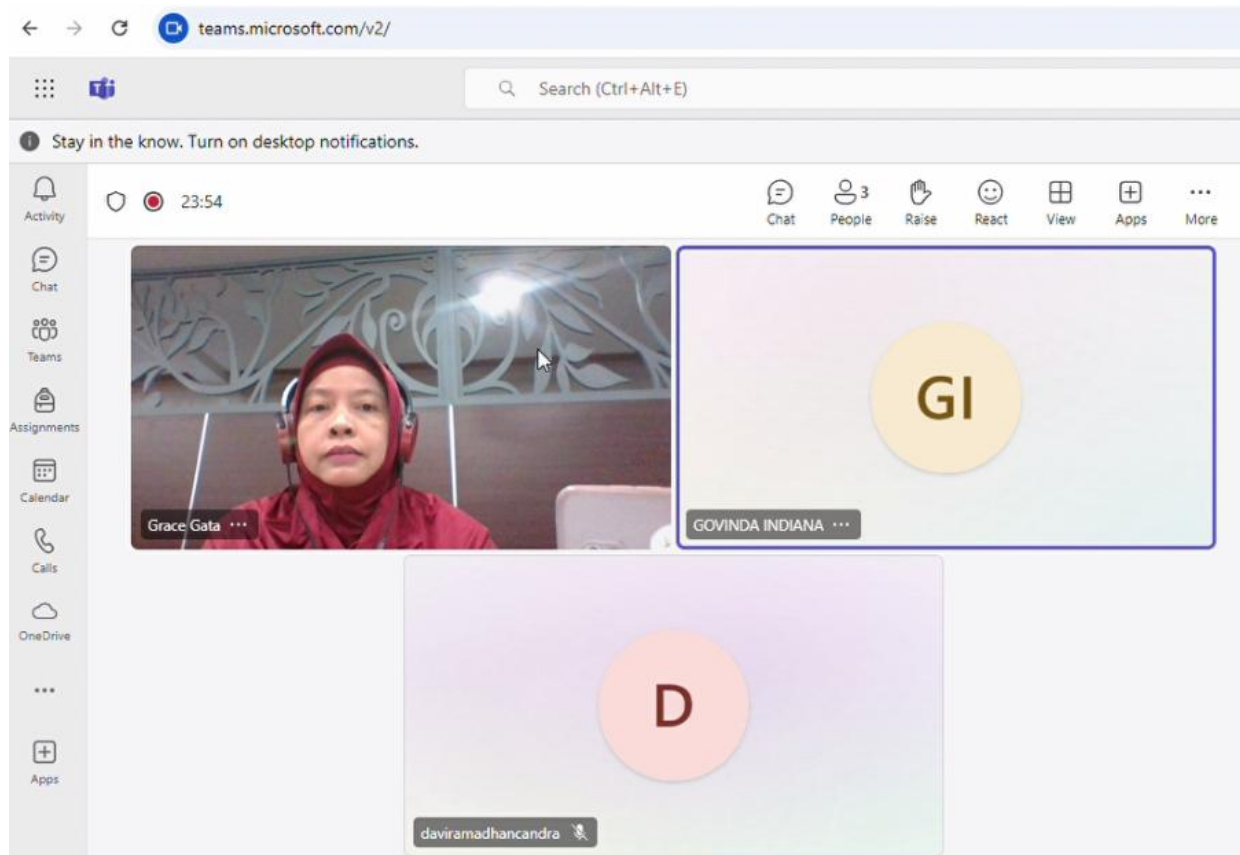 teams.microsoft.com/v2/
Search (Ctrl+Alt+E)
Stay in the know. Turn on desktop notifications.
Activity
Chat
Teams
Assignments
Calendar
Calls
OneDrive
Apps
23:54
Chat
3
People
Raise
React
View
Apps
More
Grace Gata
GI
GOVINDA INDIANA
D
daviramadhancandra